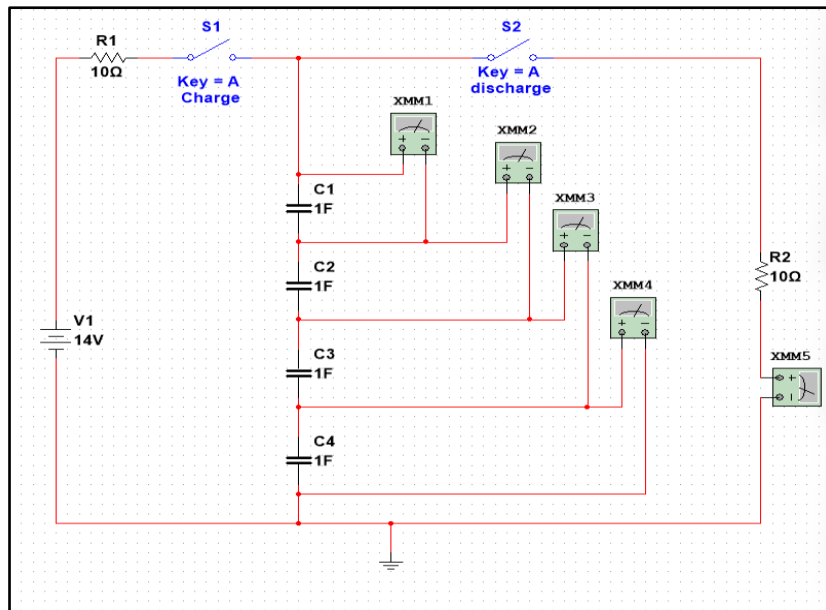 S1
S2
R1
10Ω
Key = A
Charge
Key = A
discharge
XMM1
+ −
XMM2
+ −
C1
1F
XMM3
+ −
R2
10Ω
C2
1F
XMM4
+ −
V1
14V
C3
1F
XMM5
+
−
C4
1F